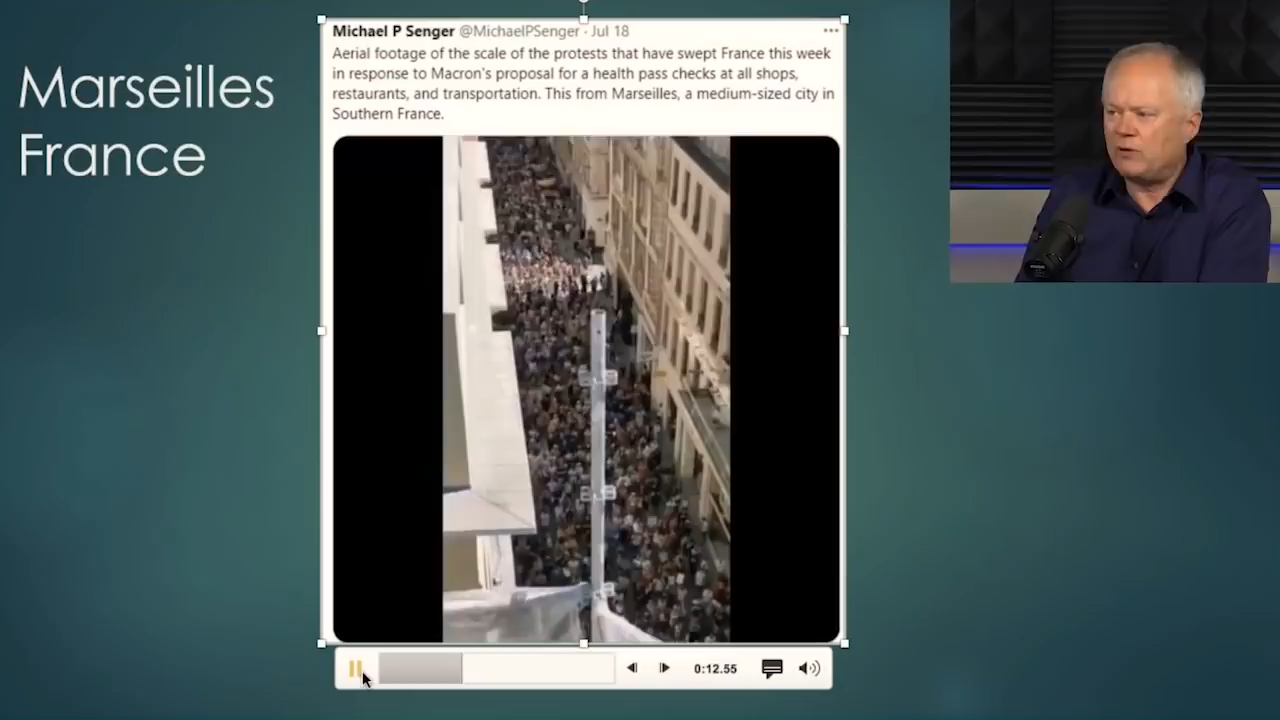 Marseilles
France
Michael P Senger @MichaelPSenger · Jul 18
Aerial footage of the scale of the protests that have swept France this week
in response to Macron's proposal for a health pass checks at all shops,
restaurants, and transportation. This from Marseilles, a medium-sized city in
Southern France.
0:12.55